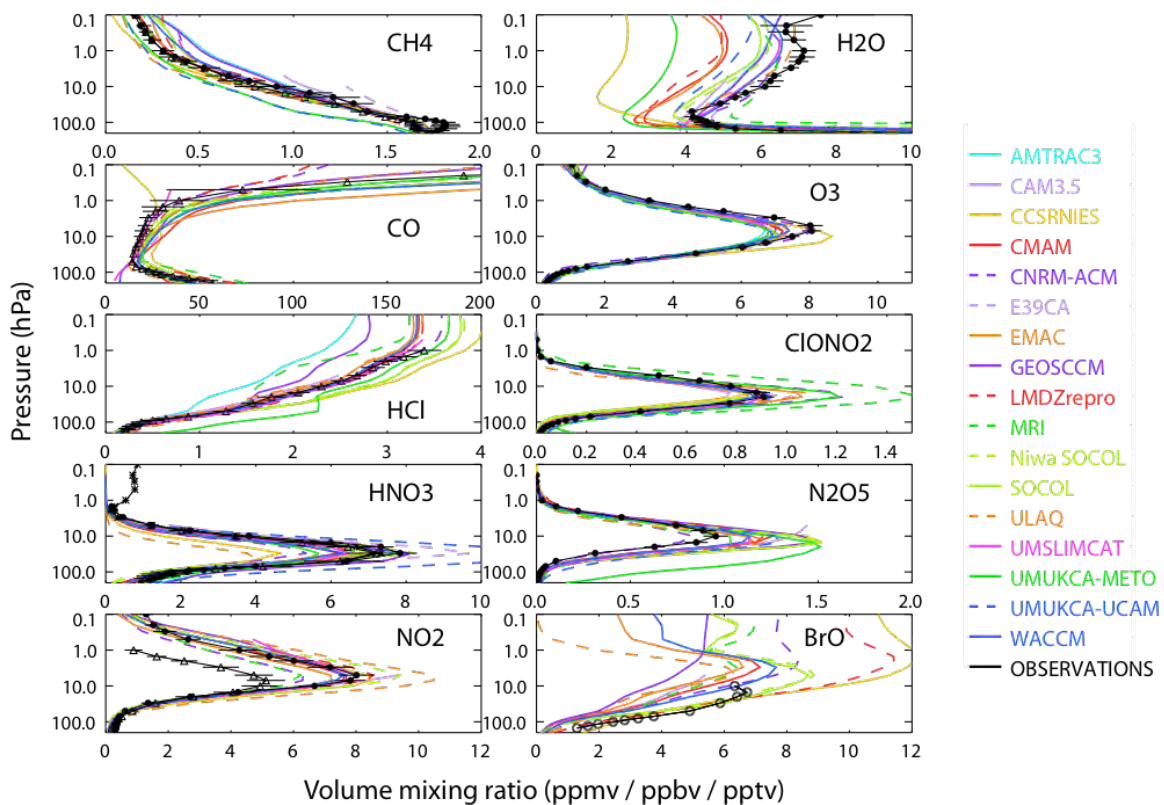 0.1 0.1
1.0 CH4 1.0 H2O
10.0 10.0
100.0 100.0
0.0 0.5 1.0 1.5 2.0 0 2 4 6 8 10
0.1 0.1
1.0 O3 1.0
10.0 CO 10.0
100.0 100.0
0 50 100 150 200 0 2 4 6 8 10
0.1 0.1
1.0 ClONO2 1.0
10.0 HCl 10.0
100.0 100.0
0 1 2 3 4 0.0 0.2 0.4 0.6 0.8 1.0 1.2 1.4
0.1 0.1
1.0 HNO3 1.0 N2O5
10.0 10.0
100.0 100.0
0 2 4 6 8 10 0.0 0.5 1.0 1.5 2.0
0.1 0.1
1.0 NO2 1.0 BrO
10.0 10.0
100.0 100.0
0 2 4 6 8 10 12 0 2 4 6 8 10 12
Pressure (hPa)
Volume mixing ratio (ppmv / ppbv / pptv)
AMTRAC3
CAM3.5
CCSRNIES
CMAM
CNRM-ACM
E39CA
EMAC
GEOSCCM
LMDZrepro
MRI
Niwa SOCOL
SOCOL
ULAQ
UMSLIMCAT
UMUKCA-METO
UMUKCA-UCAM
WACCM
OBSERVATIONS